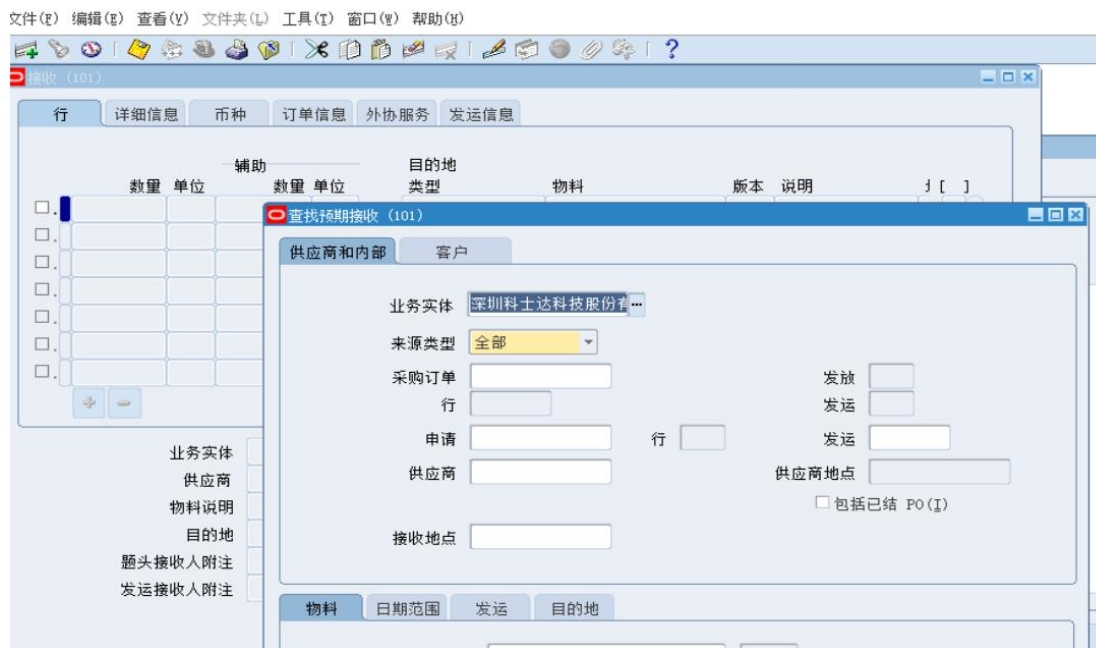 文件(F) 编辑(E) 查看(V) 文件夹(L) 工具(T) 窗口(W) 帮助(H)
接收 (101)
行 详细信息 币种 订单信息 外协服务 发运信息
辅助 目的地
数量 单位 数量 单位 类型 物料 版本 说明 [ ]
查找预期接收 (101)
供应商和内部 客户
业务实体 深圳科士达科技股份有
来源类型 全部
采购订单 发放
行 发运
申请 行 发运
供应商 供应商地点
包括已结 PO(I)
接收地点
业务实体
供应商
物料说明
目的地
题头接收人附注
发运接收人附注
物料 日期范围 发运 目的地